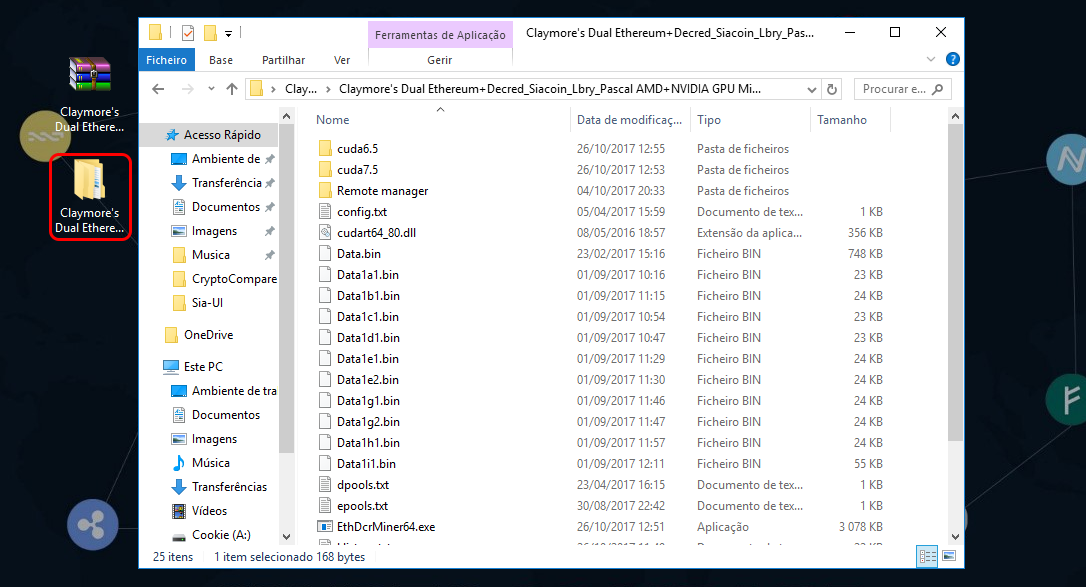 Claymore's
Dual Ethere...
Claymore's
Dual Ethere...
Ferramentas de Aplicação
Claymore's Dual Ethereum+Decred_Siacoin_Lbry_Pas...
Ficheiro
Base
Partilhar
Ver
Gerir
Clay...
Claymore's Dual Ethereum+Decred_Siacoin_Lbry_Pascal AMD+NVIDIA GPU Mi...
Procurar e...
Acesso Rápido
Ambiente de
Transferência
Documentos
Imagens
Musica
CryptoCompare
Sia-UI
OneDrive
Este PC
Ambiente de tra
Documentos
Imagens
Música
Transferências
Vídeos
Cookie (A:)
Nome Data de modificaç... Tipo Tamanho
cuda6.5 26/10/2017 12:55 Pasta de ficheiros
cuda7.5 26/10/2017 12:53 Pasta de ficheiros
Remote manager 04/10/2017 20:33 Pasta de ficheiros
config.txt 05/04/2017 15:59 Documento de tex... 1 KB
cudart64_80.dll 08/05/2016 18:57 Extensão da aplica... 356 KB
Data.bin 23/02/2017 15:16 Ficheiro BIN 748 KB
Data1a1.bin 01/09/2017 10:16 Ficheiro BIN 23 KB
Data1b1.bin 01/09/2017 11:15 Ficheiro BIN 24 KB
Data1c1.bin 01/09/2017 10:54 Ficheiro BIN 23 KB
Data1d1.bin 01/09/2017 10:47 Ficheiro BIN 23 KB
Data1e1.bin 01/09/2017 11:29 Ficheiro BIN 24 KB
Data1e2.bin 01/09/2017 11:30 Ficheiro BIN 24 KB
Data1g1.bin 01/09/2017 11:46 Ficheiro BIN 24 KB
Data1g2.bin 01/09/2017 11:47 Ficheiro BIN 24 KB
Data1h1.bin 01/09/2017 11:57 Ficheiro BIN 24 KB
Data1i1.bin 01/09/2017 12:11 Ficheiro BIN 55 KB
dpools.txt 23/04/2017 16:15 Documento de tex... 1 KB
epools.txt 30/08/2017 22:42 Documento de tex... 1 KB
EthDcrMiner64.exe 26/10/2017 12:51 Aplicação 3 078 KB
25 itens
1 item selecionado 168 bytes